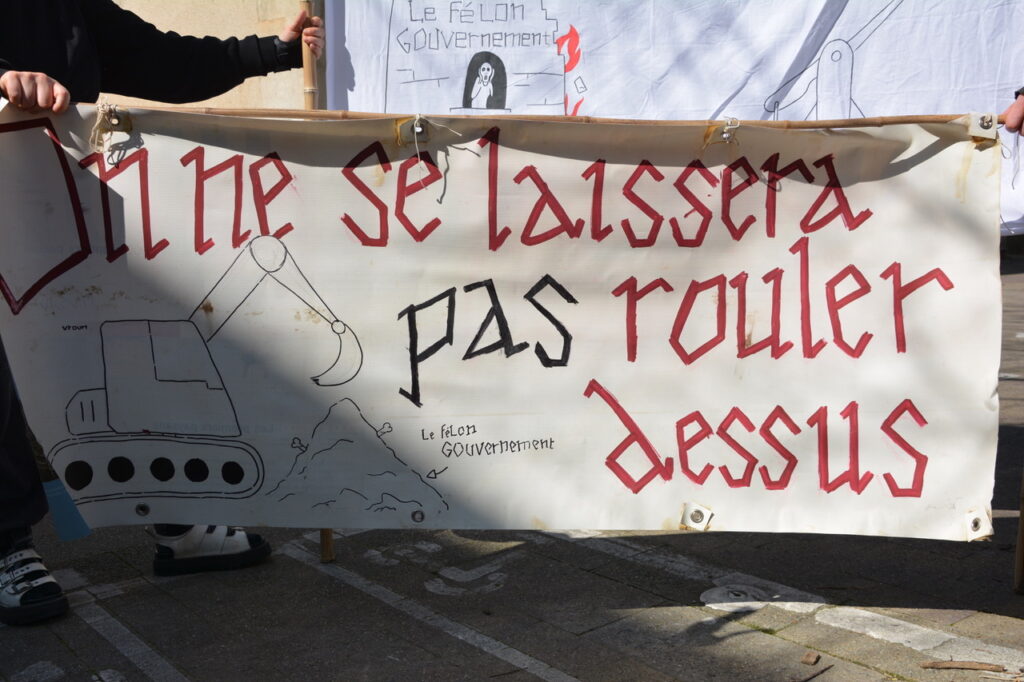 Le félon
Gouvernement
On ne se laissera
pas rouler
dessus
vroum
Le félon
Gouvernement